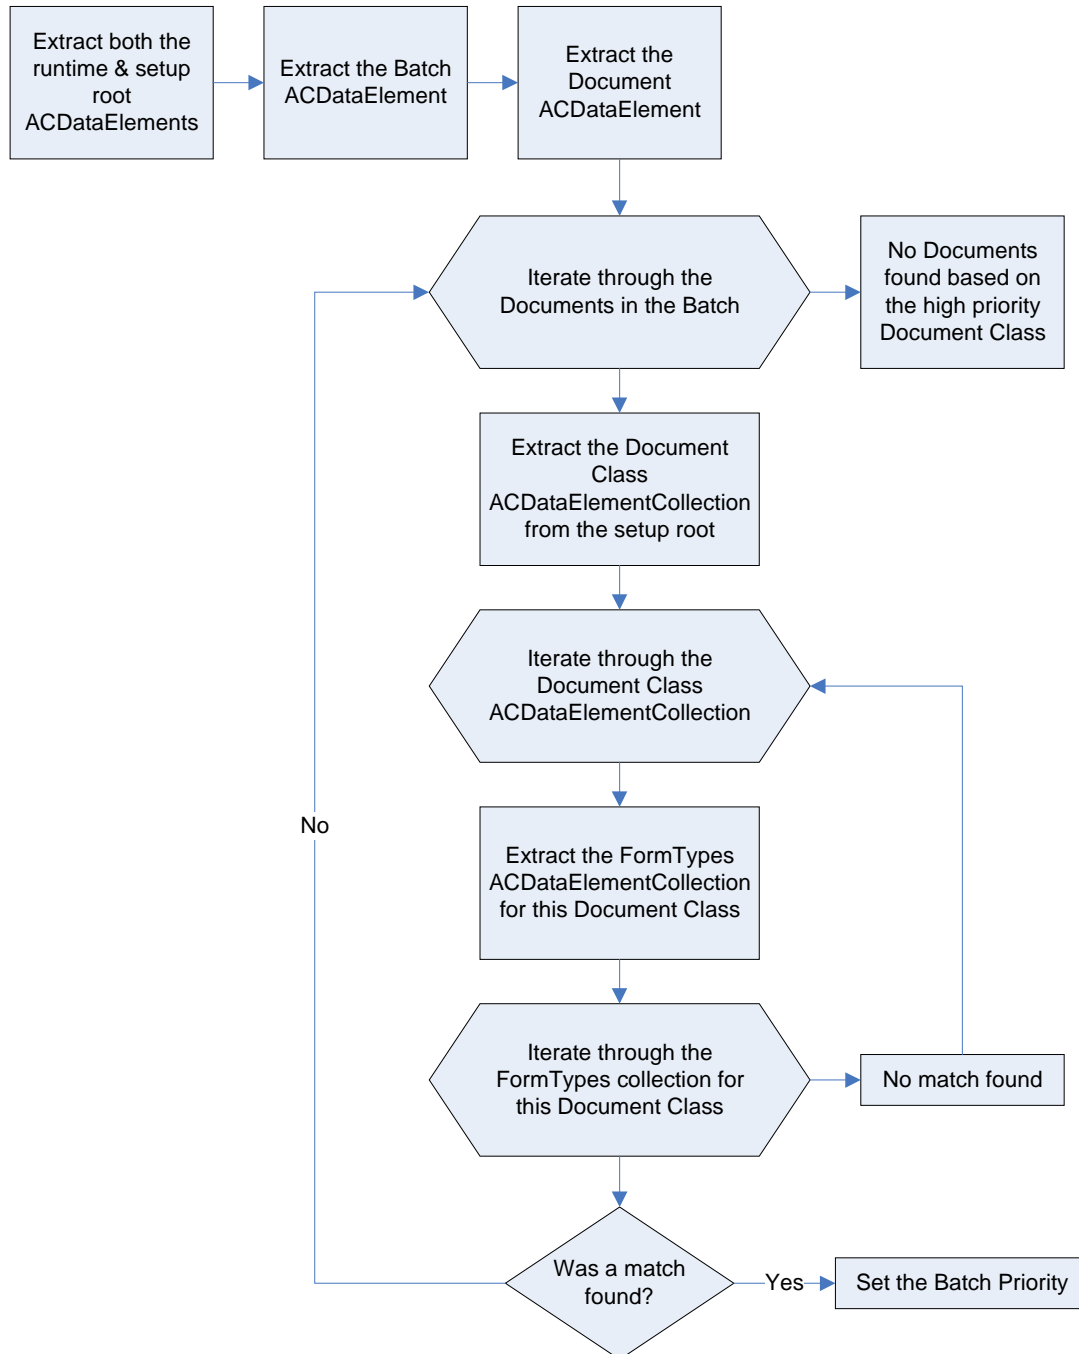 Extract both the
runtime & setup
root
ACDataElements
Extract the Batch
ACDataElement
Extract the
Document
ACDataElement
Iterate through the
Documents in the Batch
No Documents
found based on
the high priority
Document Class
Extract the Document
Class
ACDataElementCollection
from the setup root
Iterate through the
Document Class
ACDataElementCollection
No
Extract the FormTypes
ACDataElementCollection
for this Document Class
Iterate through the
FormTypes collection for
this Document Class
No match found
Was a match
found?
Yes
Set the Batch Priority